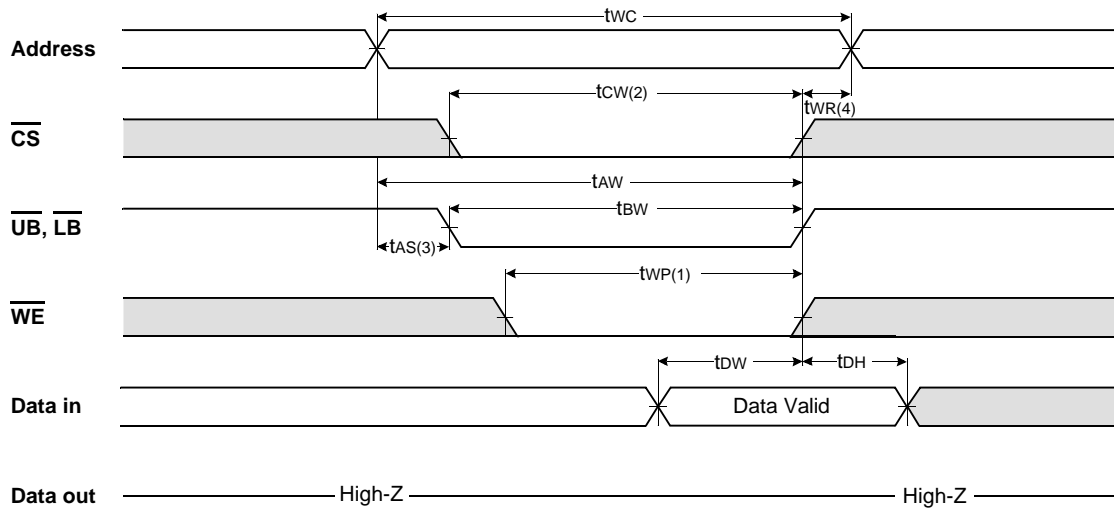 tWC
Address
tCW(2)
tWR(4)
CS
tAW
tBW
UB, LB
tAS(3)
tWP(1)
WE
tDW
tDH
Data in
Data Valid
Data out
High-Z
High-Z